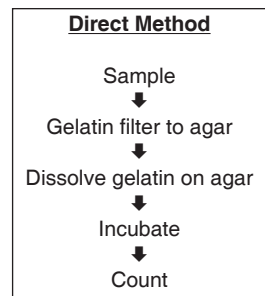 Direct Method
Sample
Gelatin filter to agar
Dissolve gelatin on agar
Incubate
Count